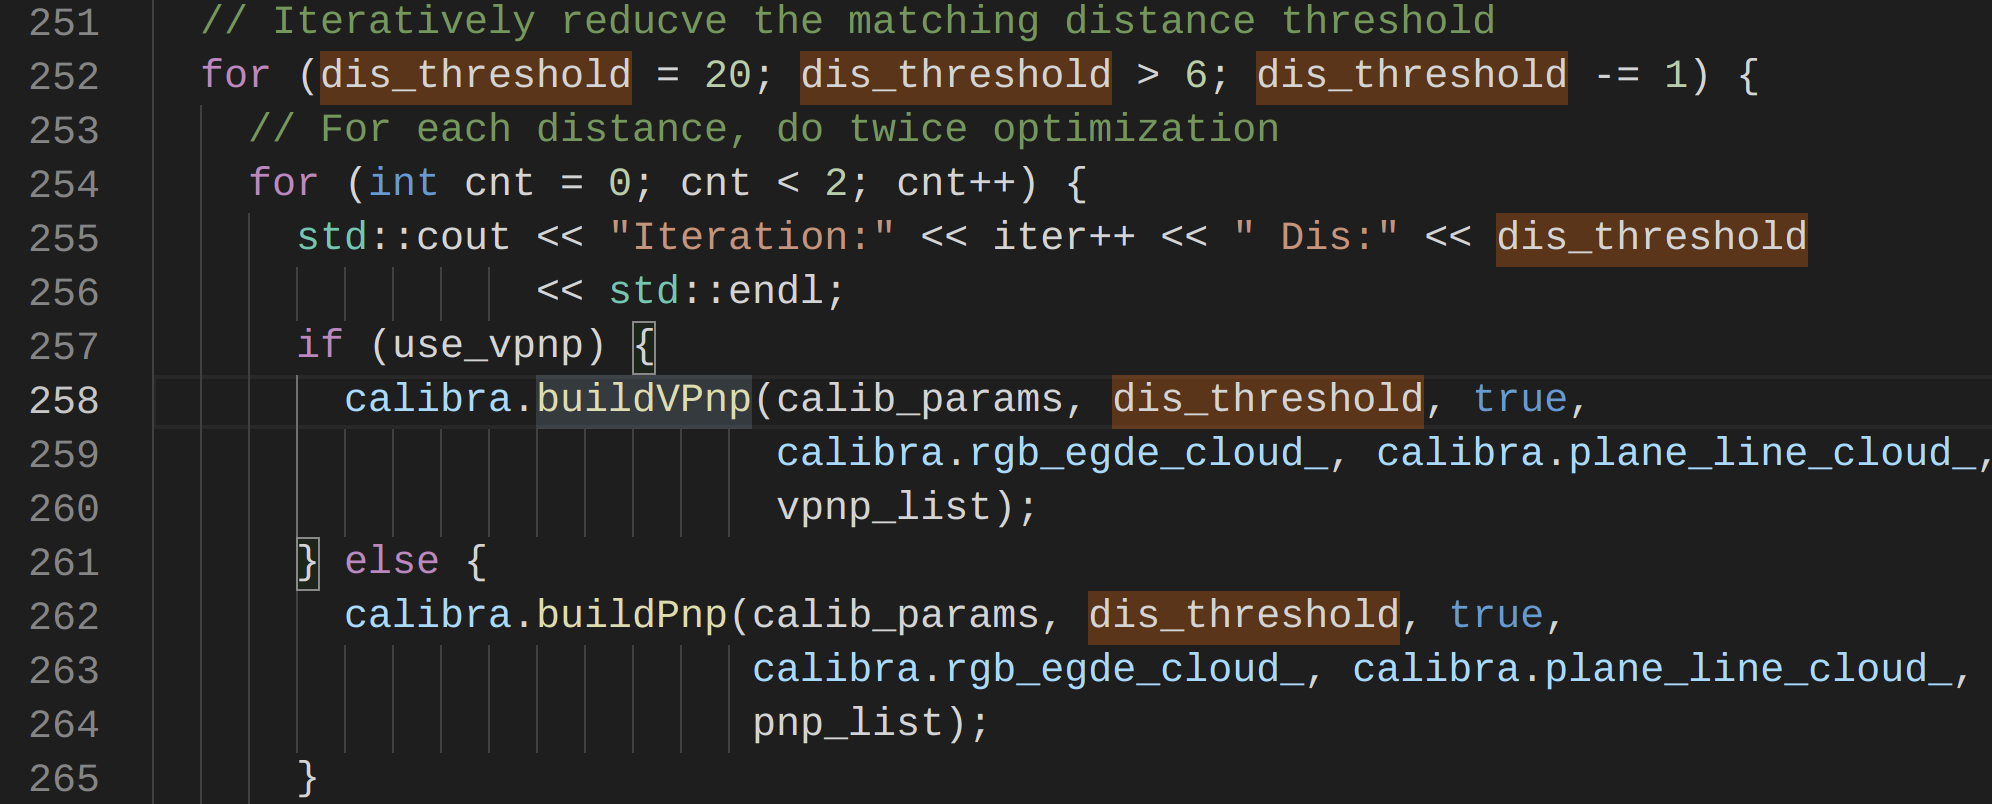 251 // Iteratively reducve the matching distance threshold
252 for (dis_threshold = 20; dis_threshold > 6; dis_threshold -= 1) {
253 // For each distance, do twice optimization
254 for (int cnt = 0; cnt < 2; cnt++) {
255 std::cout << "Iteration:" << iter++ << " Dis:" << dis_threshold
256 << std::endl;
257 if (use_vpnp) {
258 calibra.buildVPnp(calib_params, dis_threshold, true,
259 calibra.rgb_egde_cloud_, calibra.plane_line_cloud_,
260 vpnp_list);
261 } else {
262 calibra.buildPnp(calib_params, dis_threshold, true,
263 calibra.rgb_egde_cloud_, calibra.plane_line_cloud_,
264 pnp_list);
265 }